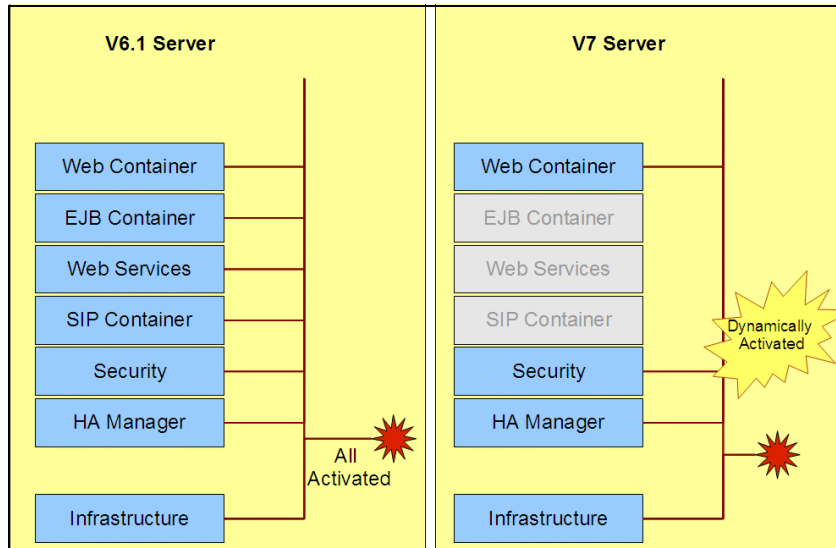 V6.1 Server
Web Container
EJB Container
Web Services
SIP Container
Security
HA Manager
All
Activated
Infrastructure
V7 Server
Web Container
EJB Container
Web Services
SIP Container
Dynamically
Activated
Security
HA Manager
Infrastructure